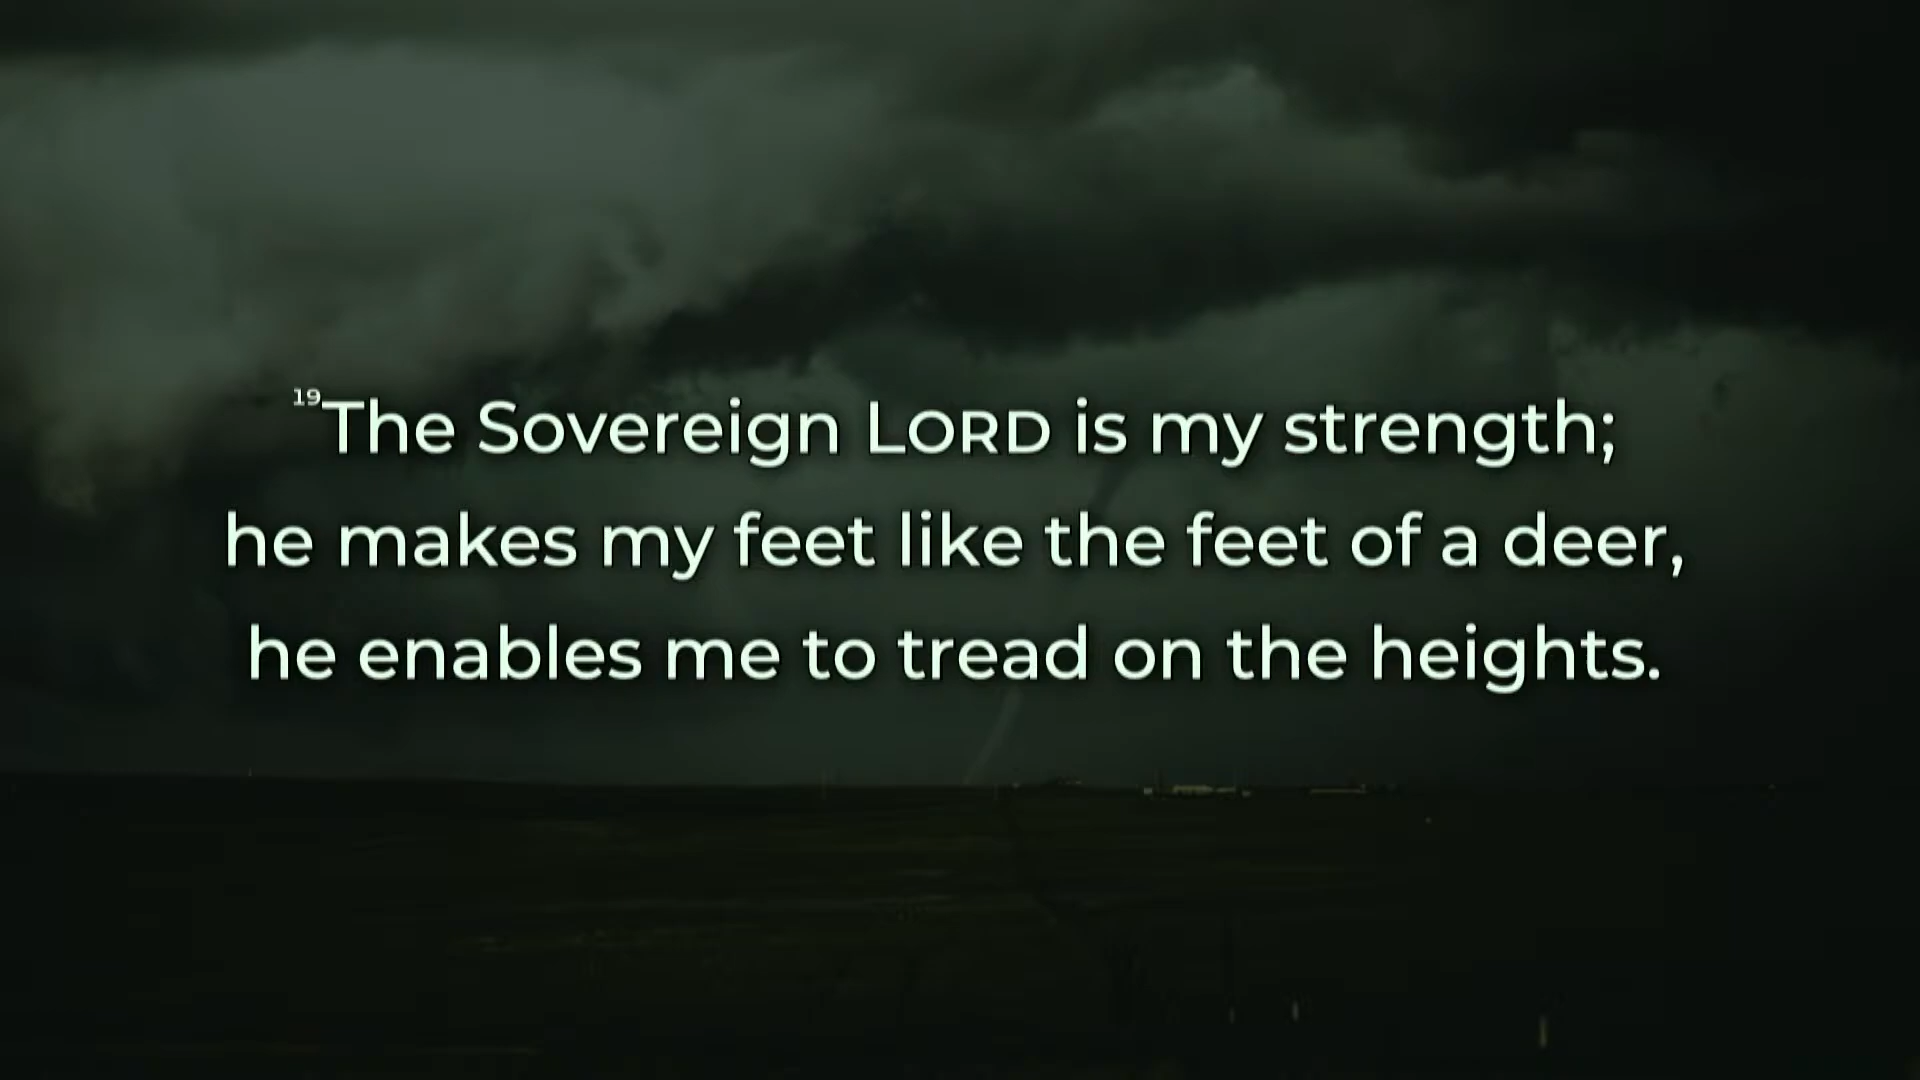 ¹⁹The Sovereign LORD is my strength;
he makes my feet like the feet of a deer,
he enables me to tread on the heights.